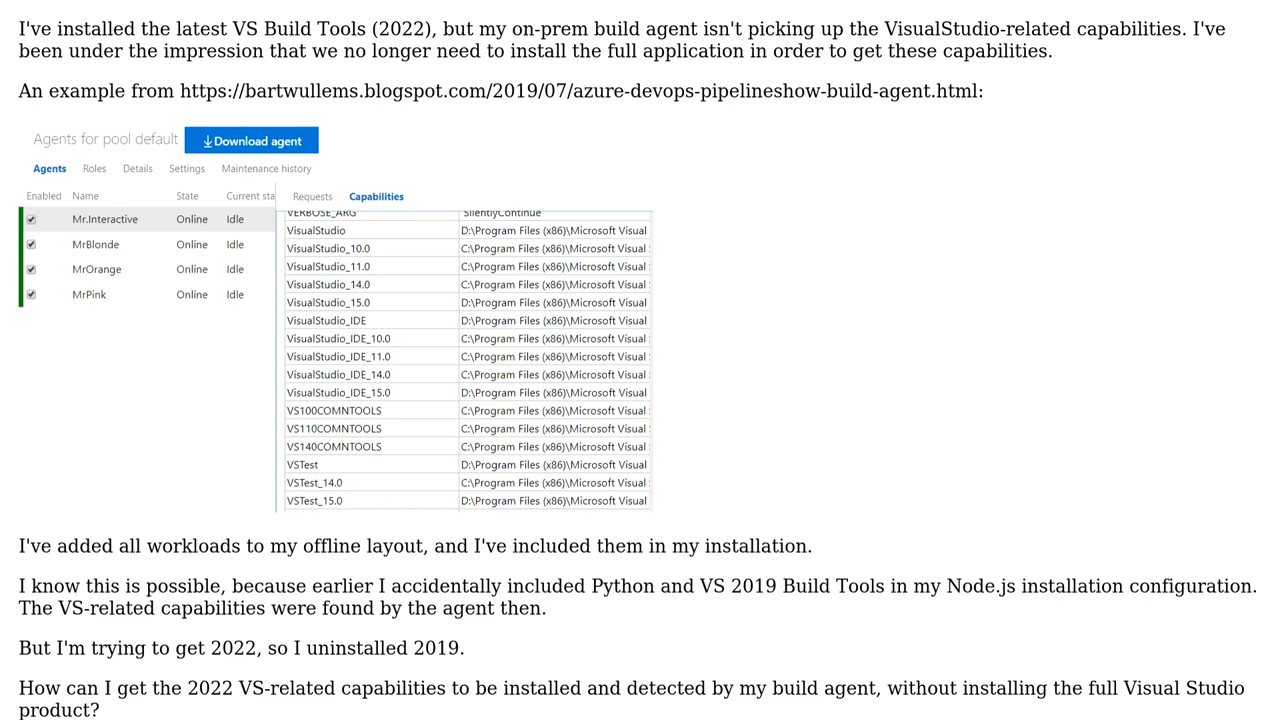 I've installed the latest VS Build Tools (2022), but my on-prem build agent isn't picking up the VisualStudio-related capabilities. I've
been under the impression that we no longer need to install the full application in order to get these capabilities.
An example from https://bartwullems.blogspot.com/2019/07/azure-devops-pipelineshow-build-agent.html:
Agents for pool default Download agent
Agents Roles Details Settings Maintenance history
Enabled Name State Current sta
Mr.Interactive Online Idle
MrBlonde Online Idle
MrOrange Online Idle
MrPink Online Idle
Requests Capabilities
VERBOSE_ARG SilentlyContinue
VisualStudio D:\Program Files (x86)\Microsoft Visual
VisualStudio_10.0 C:\Program Files (x86)\Microsoft Visual
VisualStudio_11.0 C:\Program Files (x86)\Microsoft Visual
VisualStudio_14.0 C:\Program Files (x86)\Microsoft Visual
VisualStudio_15.0 D:\Program Files (x86)\Microsoft Visual
VisualStudio_IDE D:\Program Files (x86)\Microsoft Visual
VisualStudio_IDE_10.0 C:\Program Files (x86)\Microsoft Visual
VisualStudio_IDE_11.0 C:\Program Files (x86)\Microsoft Visual
VisualStudio_IDE_14.0 C:\Program Files (x86)\Microsoft Visual
VisualStudio_IDE_15.0 D:\Program Files (x86)\Microsoft Visual
VS100COMNTOOLS C:\Program Files (x86)\Microsoft Visual
VS110COMNTOOLS C:\Program Files (x86)\Microsoft Visual
VS140COMNTOOLS C:\Program Files (x86)\Microsoft Visual
VSTest D:\Program Files (x86)\Microsoft Visual
VSTest_14.0 C:\Program Files (x86)\Microsoft Visual
VSTest_15.0 D:\Program Files (x86)\Microsoft Visual
I've added all workloads to my offline layout, and I've included them in my installation.
I know this is possible, because earlier I accidentally included Python and VS 2019 Build Tools in my Node.js installation configuration.
The VS-related capabilities were found by the agent then.
But I'm trying to get 2022, so I uninstalled 2019.
How can I get the 2022 VS-related capabilities to be installed and detected by my build agent, without installing the full Visual Studio
product?